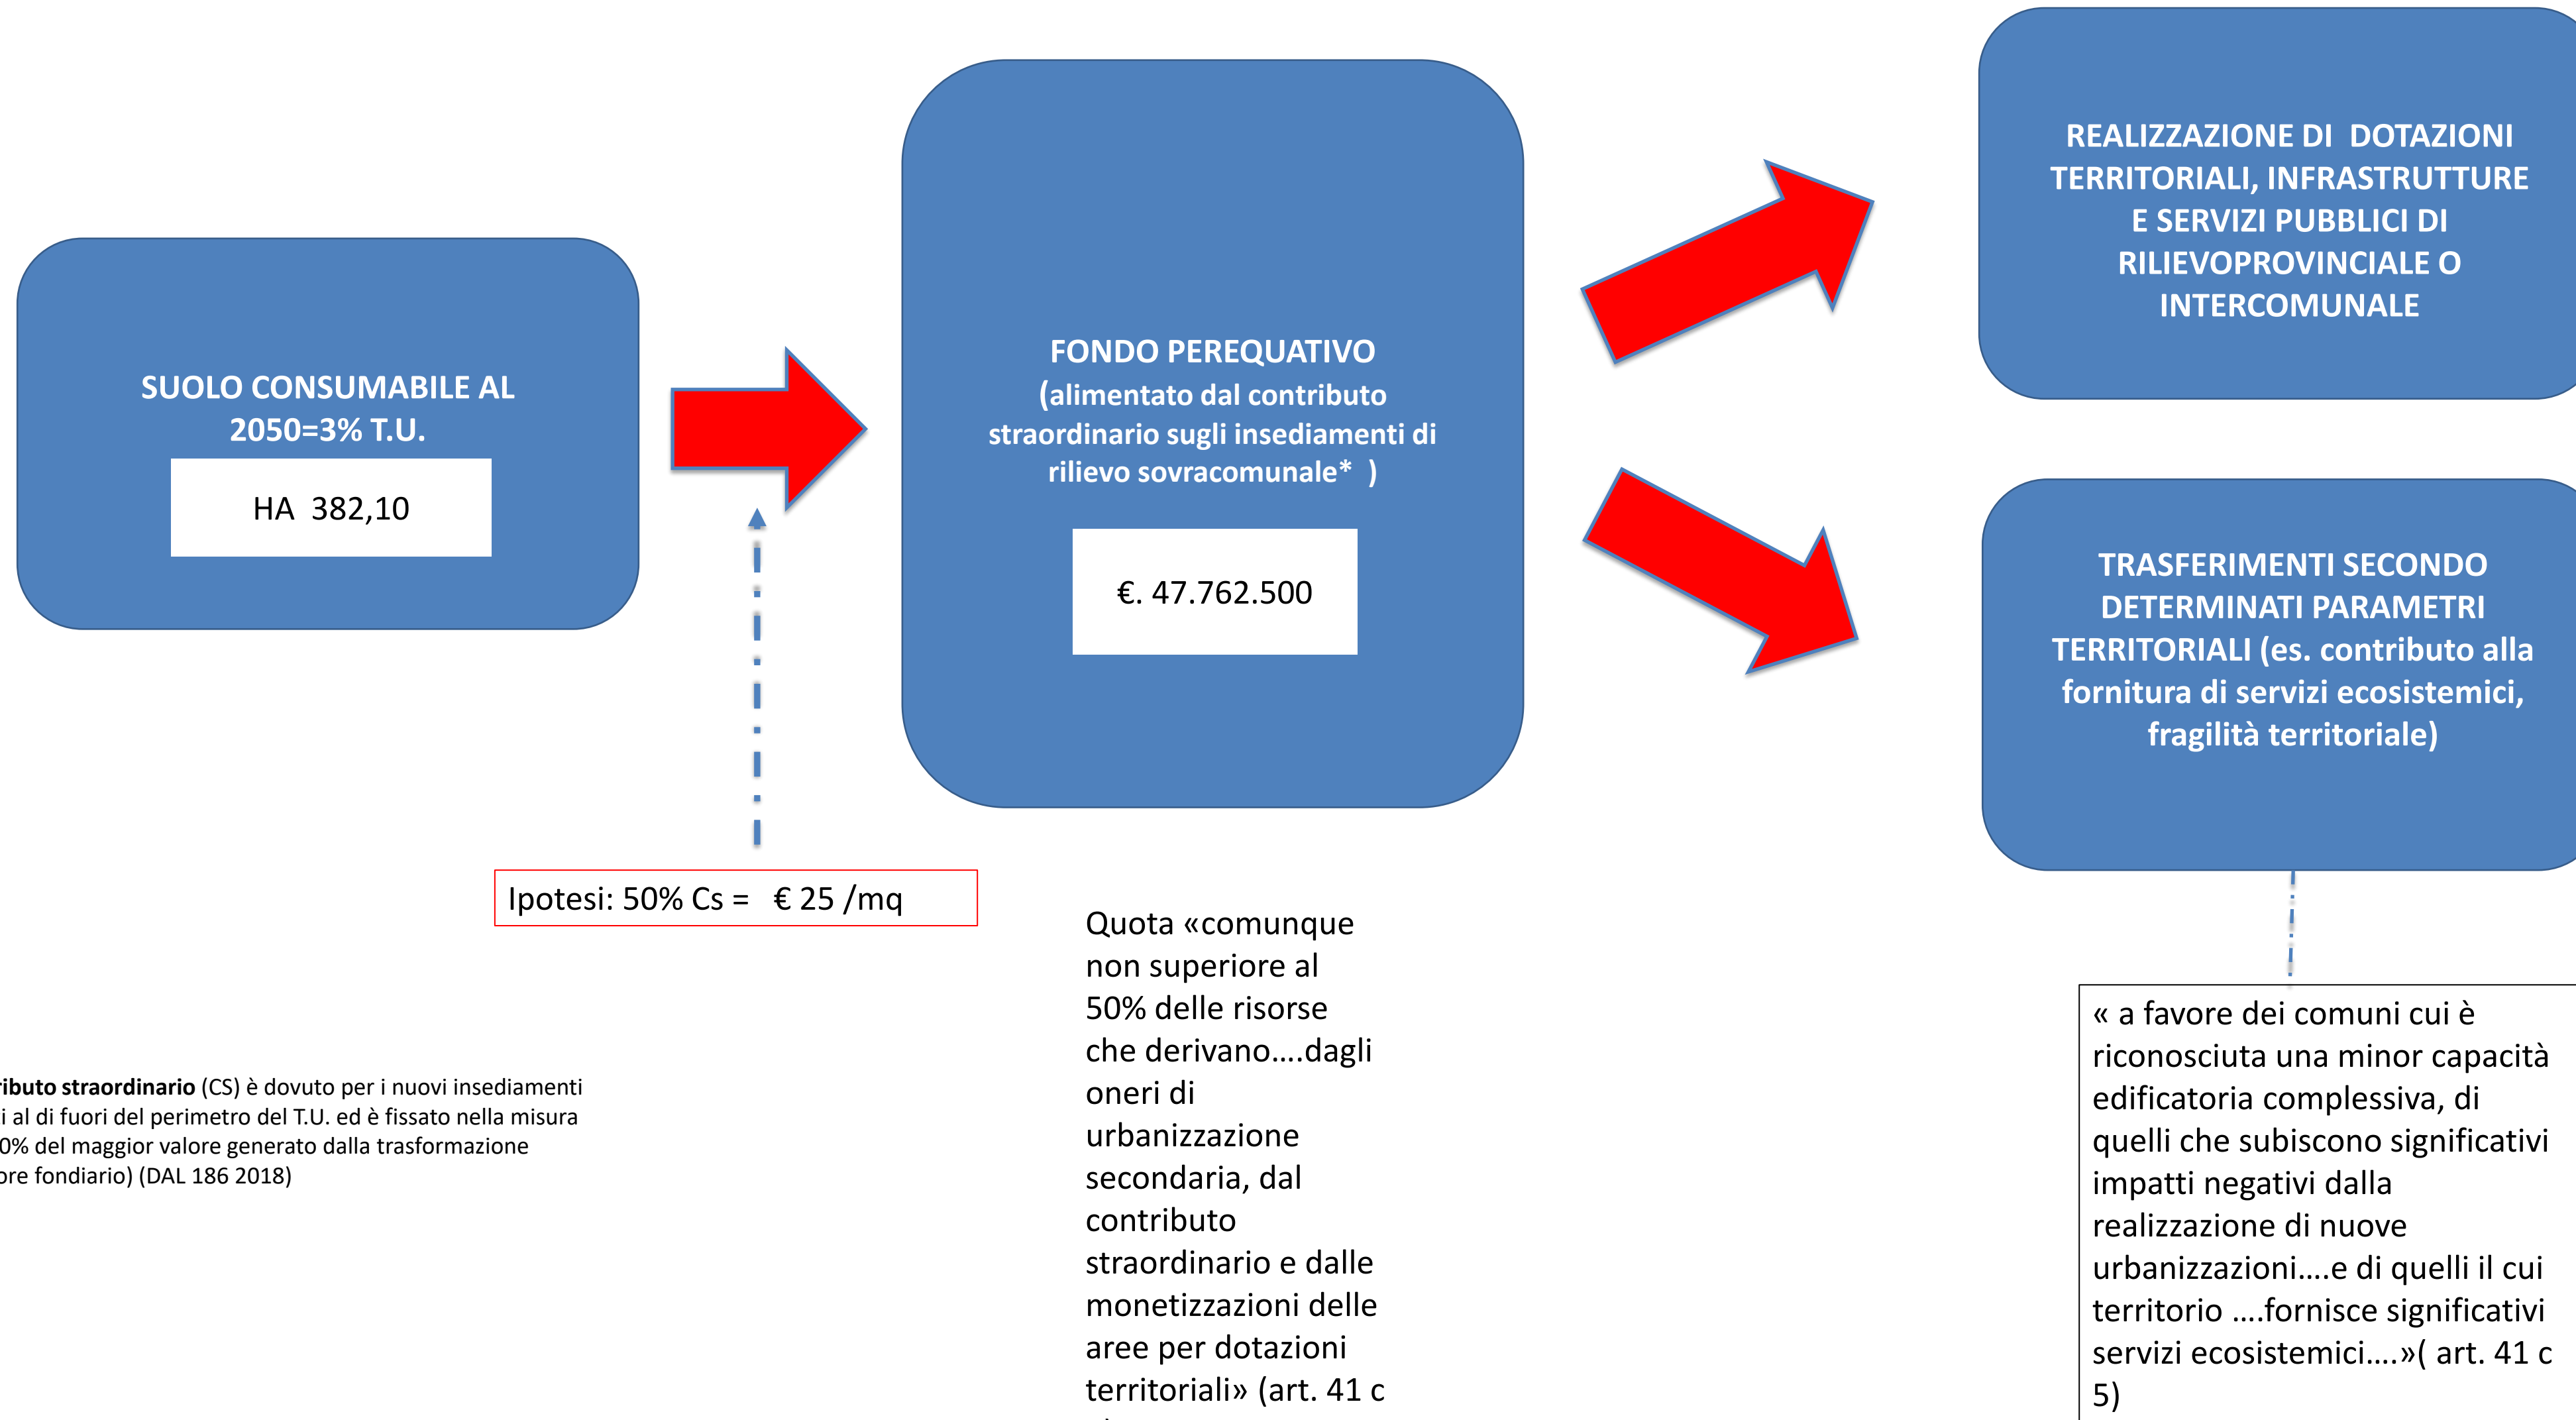 SUOLO CONSUMABILE AL
2050=3% T.U.
HA 382,10
FONDO PEREQUATIVO
(alimentato dal contributo
straordinario sugli insediamenti di
rilievo sovracomunale* )
€. 47.762.500
REALIZZAZIONE DI DOTAZIONI
TERRITORIALI, INFRASTRUTTURE
E SERVIZI PUBBLICI DI
RILIEVOPROVINCIALE O
INTERCOMUNALE
TRASFERIMENTI SECONDO
DETERMINATI PARAMETRI
TERRITORIALI (es. contributo alla
fornitura di servizi ecosistemici,
fragilità territoriale)
Ipotesi: 50% Cs = € 25 /mq
Quota «comunque
non superiore al
50% delle risorse
che derivano….dagli
oneri di
urbanizzazione
secondaria, dal
contributo
straordinario e dalle
monetizzazioni delle
aree per dotazioni
territoriali» (art. 41 c
« a favore dei comuni cui è
riconosciuta una minor capacità
edificatoria complessiva, di
quelli che subiscono significativi
impatti negativi dalla
realizzazione di nuove
urbanizzazioni….e di quelli il cui
territorio ….fornisce significativi
servizi ecosistemici….»( art. 41 c
5)
straordinario (CS) è dovuto per i nuovi insediamenti
al di fuori del perimetro del T.U. ed è fissato nella misura
del maggior valore generato dalla trasformazione
fondiario) (DAL 186 2018)